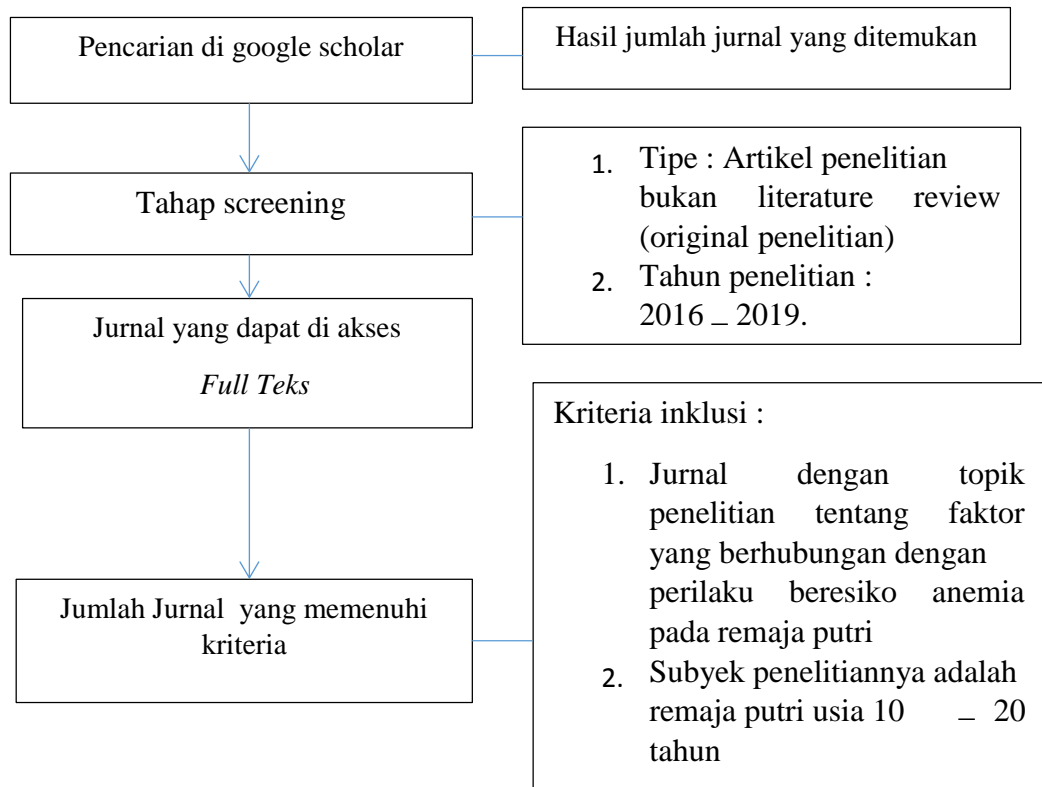 Pencarian di google scholar
Hasil jumlah jurnal yang ditemukan
Tahap screening
1. Tipe : Artikel penelitian
bukan literature review
(original penelitian)
2. Tahun penelitian :
2016 – 2019.
Jurnal yang dapat di akses
Full Teks
Kriteria inklusi :
1. Jurnal dengan topik
penelitian tentang faktor
yang berhubungan dengan
perilaku beresiko anemia
pada remaja putri
2. Subyek penelitiannya adalah
remaja putri usia 10 – 20
tahun
Jumlah Jurnal yang memenuhi
kriteria